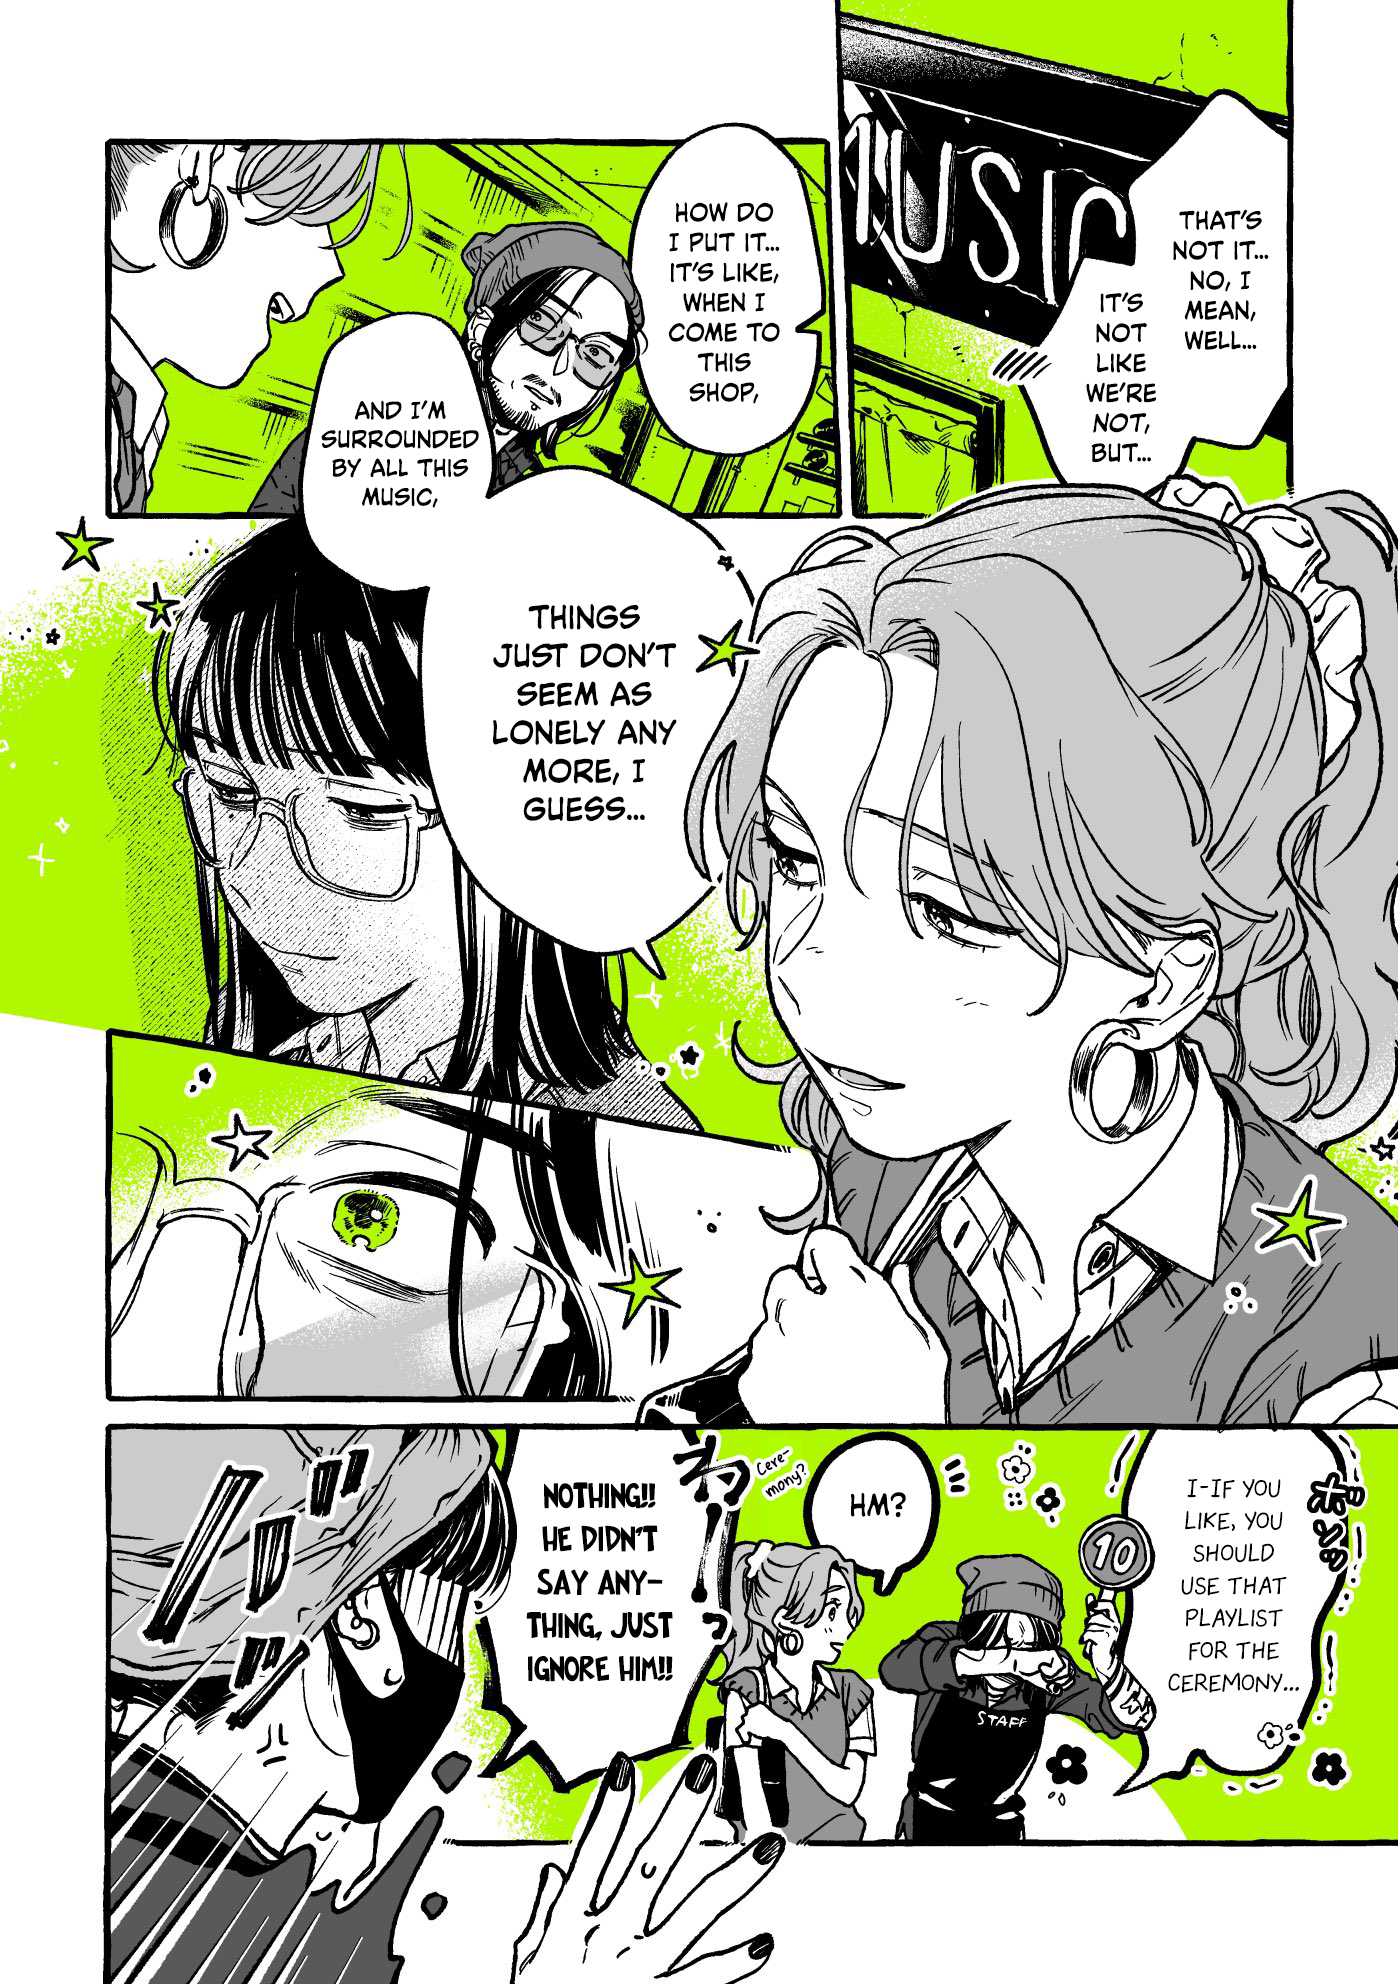 MUSIC
THAT'S
NOT IT...
NO, I
MEAN,
WELL...
IT'S
NOT
LIKE
WE'RE
NOT,
BUT...
HOW DO
I PUT IT...
IT'S LIKE,
WHEN I
COME TO
THIS
SHOP,
AND I'M
SURROUNDED
BY ALL THIS
MUSIC,
THINGS
JUST DON'T
SEEM AS
LONELY ANY
MORE, I
GUESS...
I-IF YOU
LIKE, YOU
SHOULD
USE THAT
PLAYLIST
FOR THE
CEREMONY...
10
STAFF
HM?
Cere-
mony?
NOTHING!!
HE DIDN'T
SAY ANY-
THING, JUST
IGNORE HIM!!